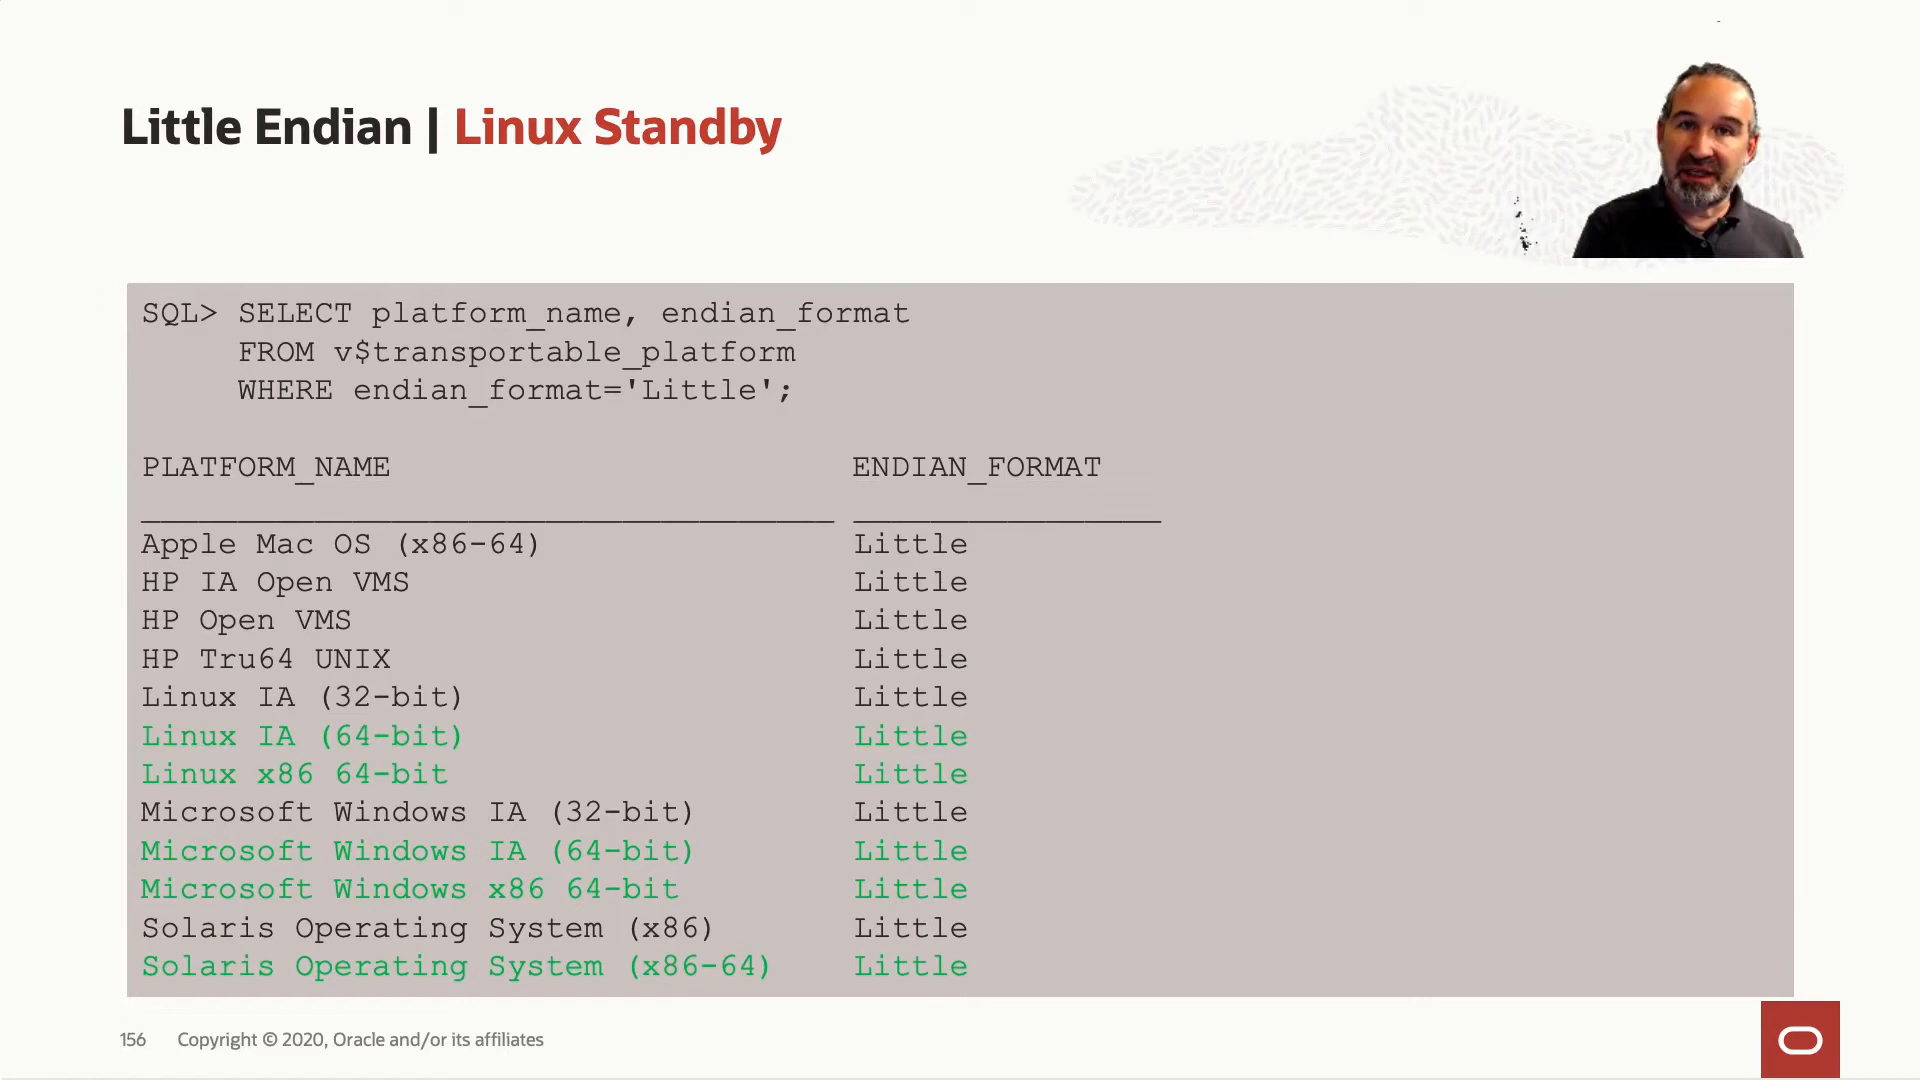 Little Endian | Linux Standby
SQL> SELECT platform_name, endian_format
FROM v$transportable_platform
WHERE endian_format='Little';
PLATFORM_NAME ENDIAN_FORMAT
____________________________________ ________________
Apple Mac OS (x86-64) Little
HP IA Open VMS Little
HP Open VMS Little
HP Tru64 UNIX Little
Linux IA (32-bit) Little
Linux IA (64-bit) Little
Linux x86 64-bit Little
Microsoft Windows IA (32-bit) Little
Microsoft Windows IA (64-bit) Little
Microsoft Windows x86 64-bit Little
Solaris Operating System (x86) Little
Solaris Operating System (x86-64) Little
156 Copyright © 2020, Oracle and/or its affiliates